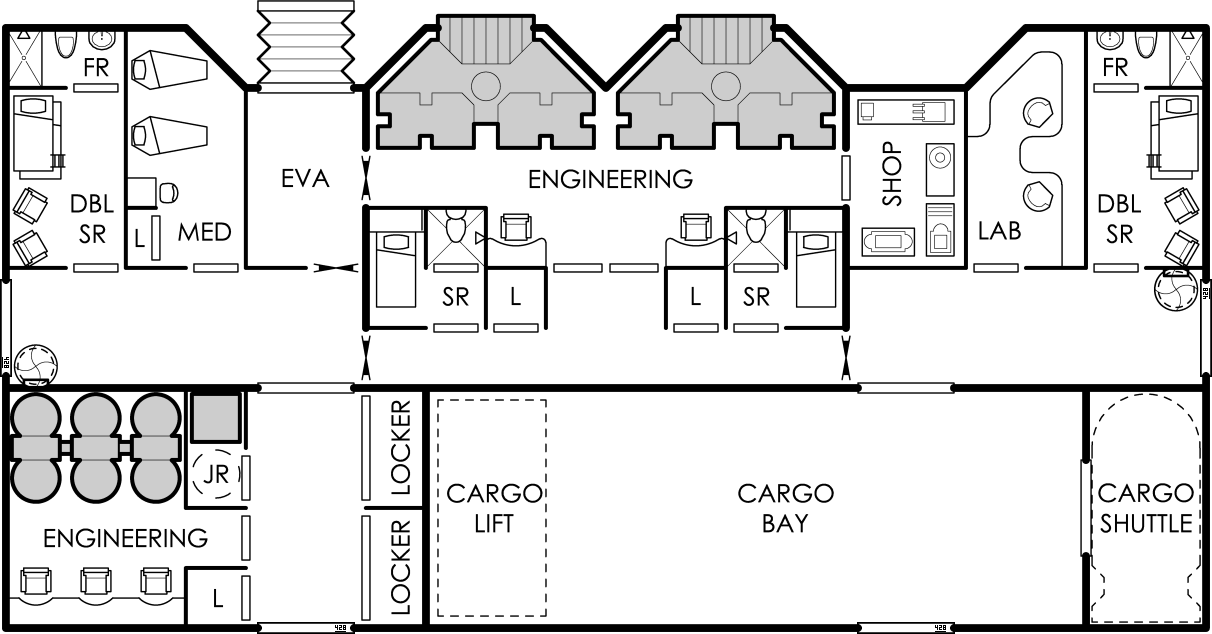 FR
FR
EVA
ENGINEERING
SHOP
DBL
SR
L
MED
LAB
DBL
SR
SR
L
L
SR
JR
LOCKER
CARGO
LIFT
CARGO
BAY
CARGO
SHUTTLE
ENGINEERING
L
LOCKER